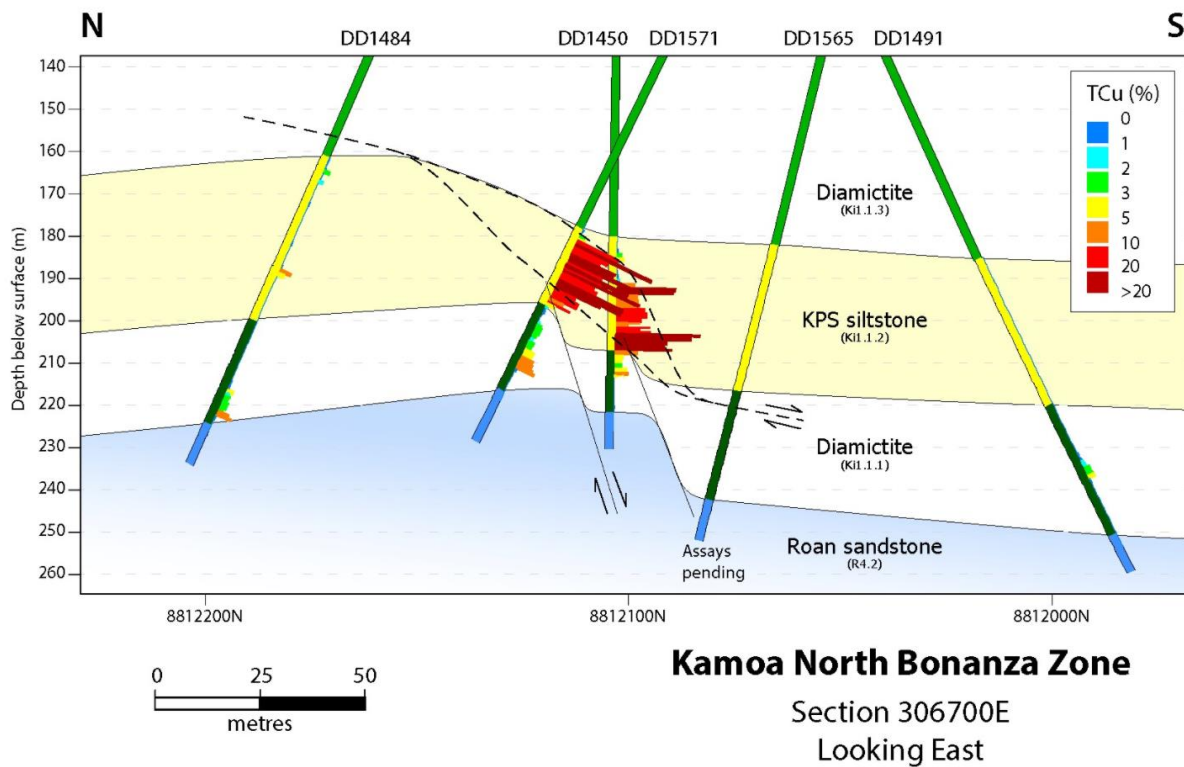 N
S
DD1484
DD1450
DD1571
DD1565
DD1491
Depth below surface (m)
140
150
160
170
180
190
200
210
220
230
240
250
260
TCu (%)
0
1
2
3
5
10
20
>20
Diamictite
(Ki1.1.3)
KPS siltstone
(Ki1.1.2)
Diamictite
(Ki1.1.1)
Roan sandstone
(R4.2)
Assays
pending
8812200N
8812100N
8812000N
0
25
50
metres
Kamoa North Bonanza Zone
Section 306700E
Looking East